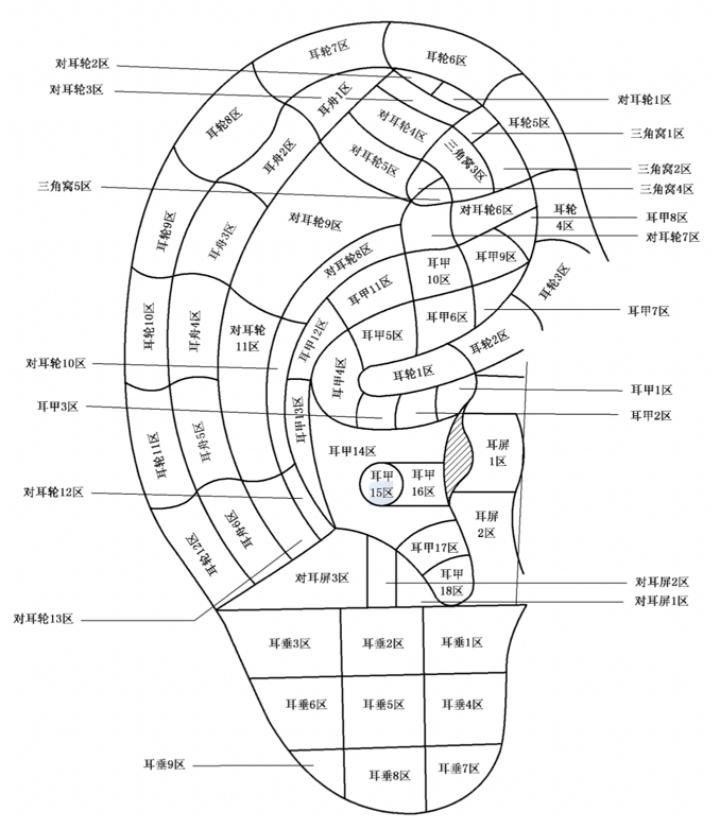 耳轮7区
耳轮6区
对耳轮2区
对耳轮3区
耳舟1区
对耳轮1区
耳轮8区
对耳轮4区
耳轮5区
三角窝1区
耳舟2区
对耳轮5区
三角窝3区
三角窝2区
三角窝5区
三角窝4区
对耳轮9区
对耳轮6区
耳轮
4区
耳甲8区
对耳轮7区
耳轮9区
耳舟3区
对耳轮8区
耳甲
10区
耳甲9区
耳轮3区
耳甲11区
耳轮10区
耳舟4区
对耳轮
11区
耳甲12区
耳甲5区
耳甲6区
耳甲7区
耳轮2区
对耳轮10区
耳甲4区
耳轮1区
耳甲1区
耳甲3区
耳甲13区
耳甲2区
耳轮11区
耳舟5区
耳甲14区
耳屏
1区
耳甲
15区
耳甲
16区
对耳轮12区
耳屏
2区
耳轮12区
耳舟6区
耳甲17区
对耳屏3区
耳甲
18区
对耳屏2区
对耳屏1区
对耳轮13区
耳垂3区
耳垂2区
耳垂1区
耳垂6区
耳垂5区
耳垂4区
耳垂9区
耳垂8区
耳垂7区